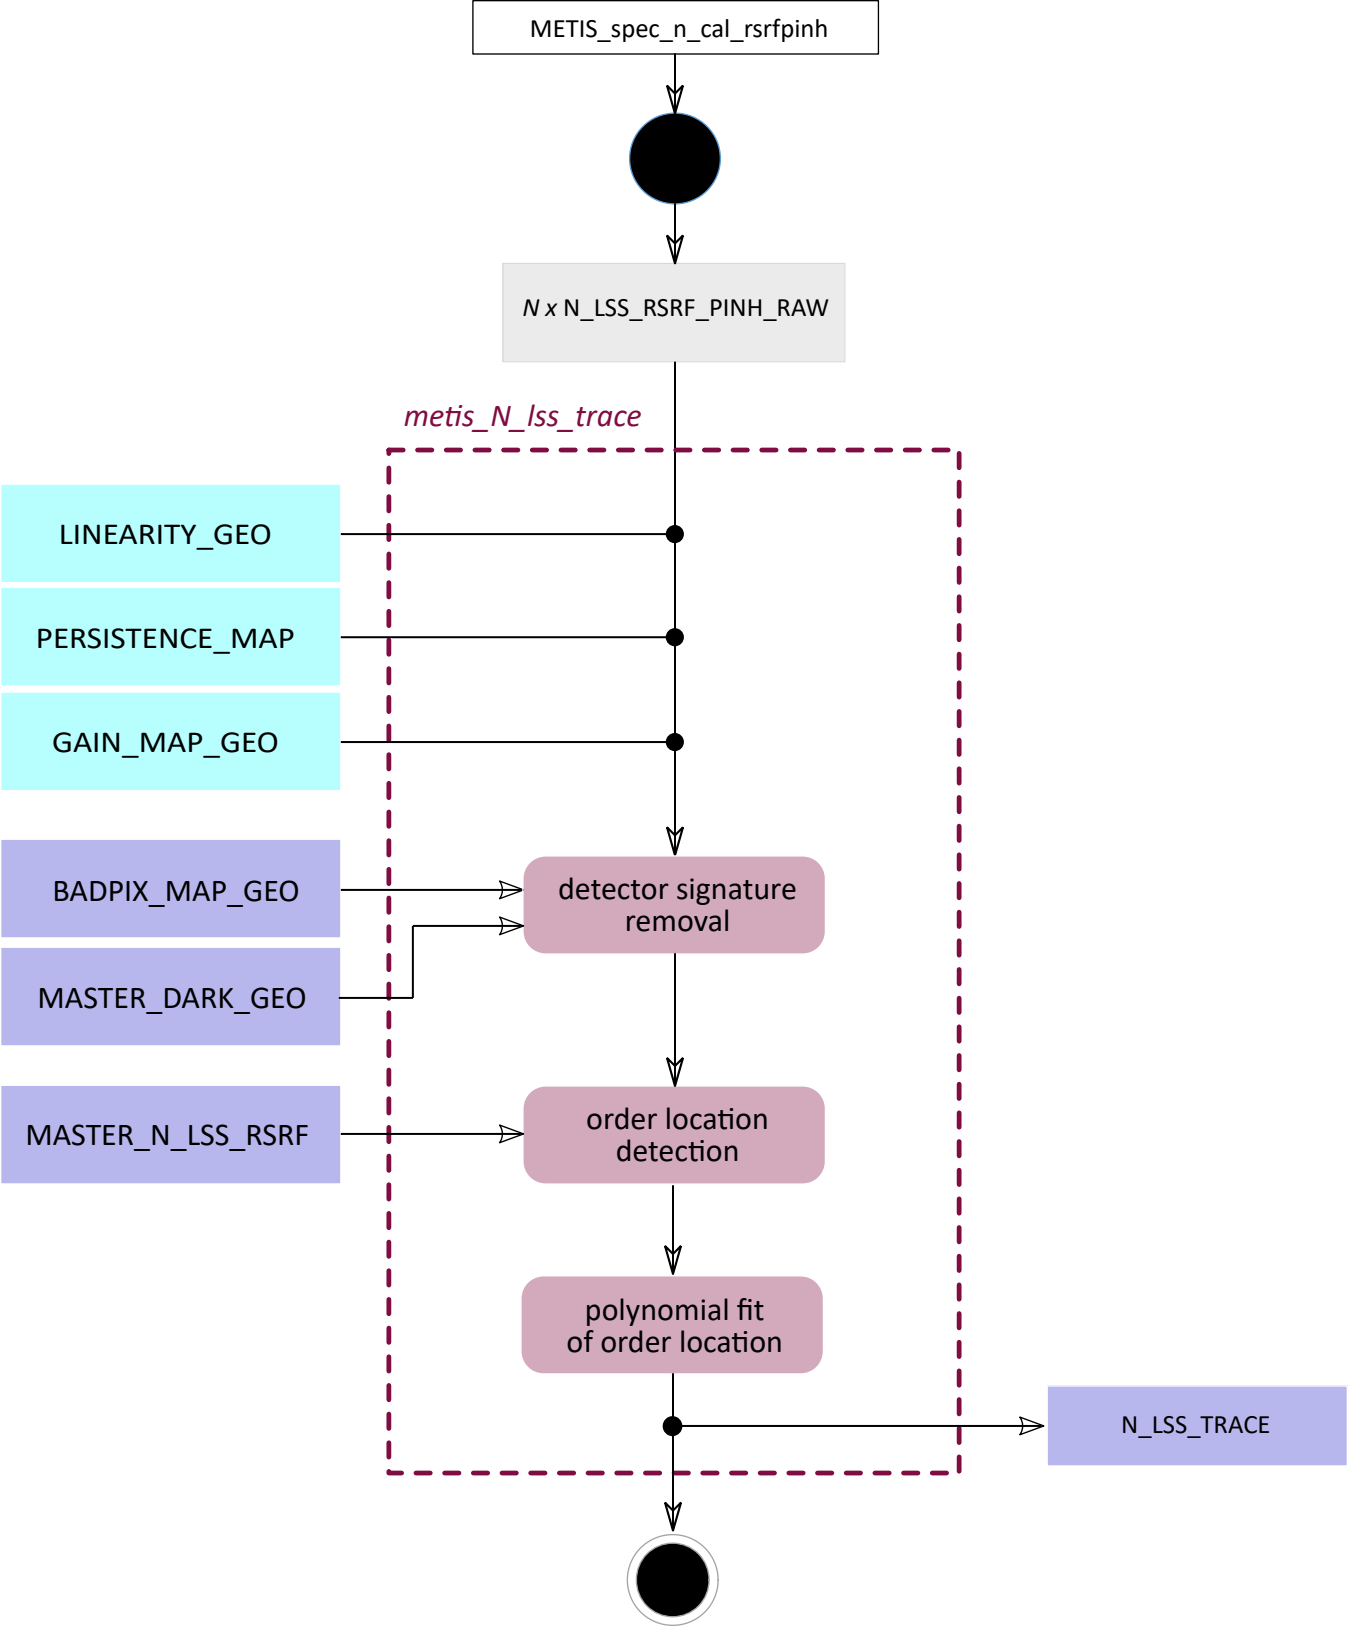 METIS_spec_n_cal_rsrfpinh
N x N_LSS_RSRF_PINH_RAW
metis_N_lss_trace
LINEARITY_GEO
PERSISTENCE_MAP
GAIN_MAP_GEO
BADPIX_MAP_GEO
detector signature
removal
MASTER_DARK_GEO
MASTER_N_LSS_RSRF
order location
detection
polynomial fit
of order location
N_LSS_TRACE